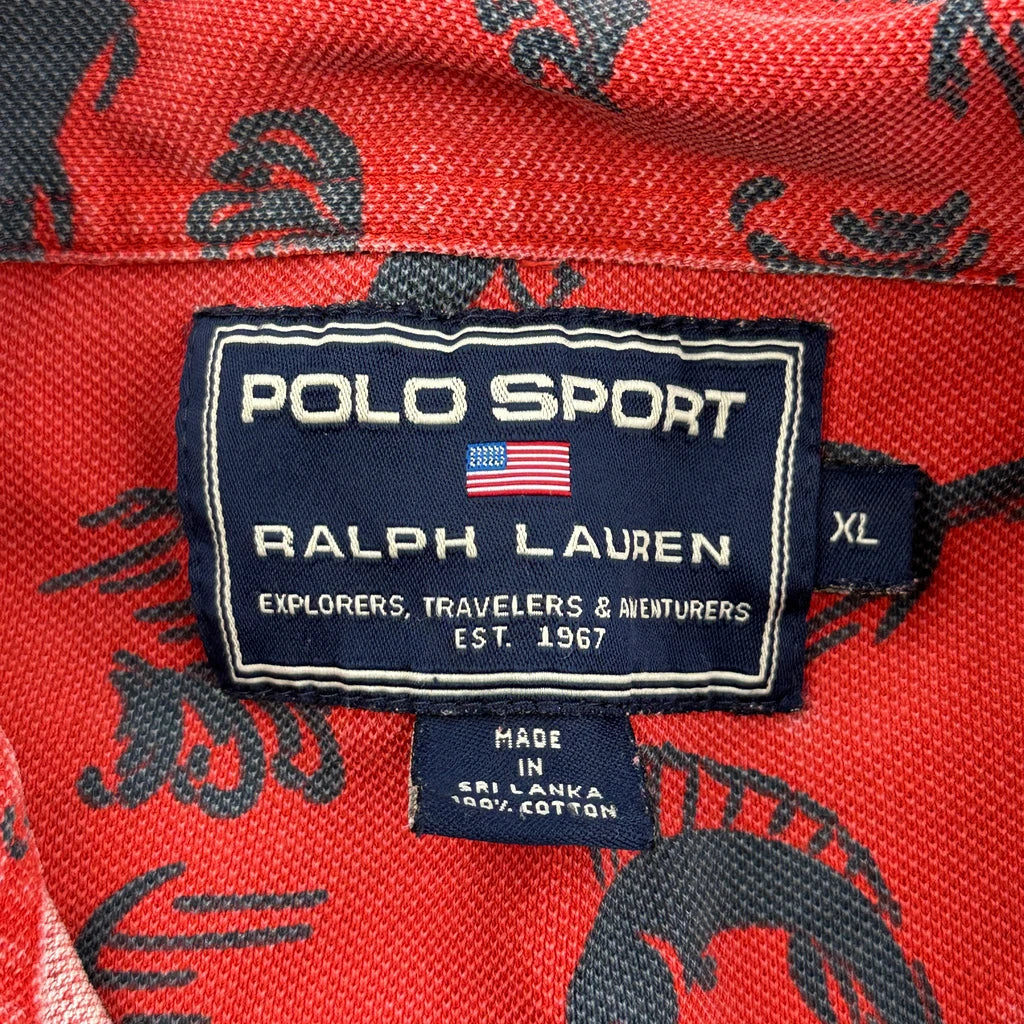 POLO SPORT
RALPH LAUREN
EXPLORERS, TRAVELERS & AVENTURERS
EST. 1967
XL
MADE
IN
SRI LANKA
100% COTTON